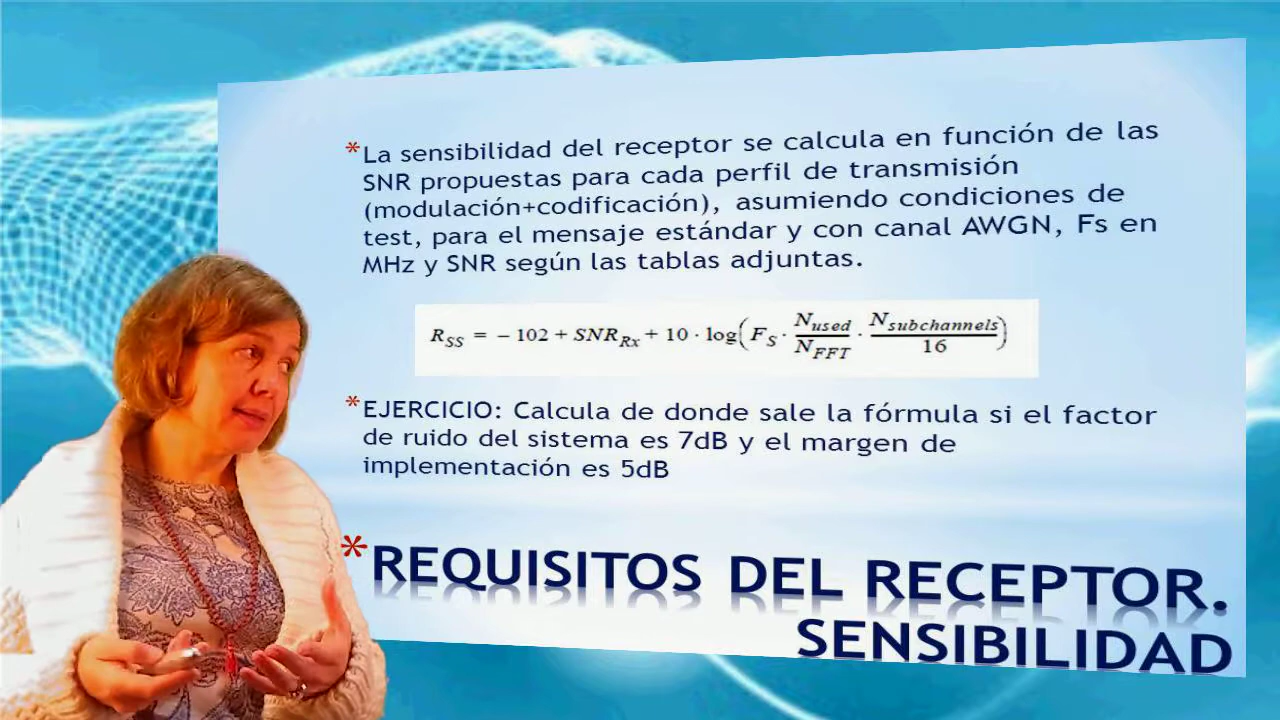 *La sensibilidad del receptor se calcula en función de las
SNR propuestas para cada perfil de transmisión
(modulación+codificación), asumiendo condiciones de
test, para el mensaje estándar y con canal AWGN, Fs en
MHz y SNR según las tablas adjuntas.
R_SS = – 102 + SNR_Rx + 10 · log(F_S · N_used/N_FFT · N_subchannels/16)
*EJERCICIO: Calcula de donde sale la fórmula si el factor
de ruido del sistema es 7dB y el margen de
implementación es 5dB
*REQUISITOS DEL RECEPTOR.
SENSIBILIDAD